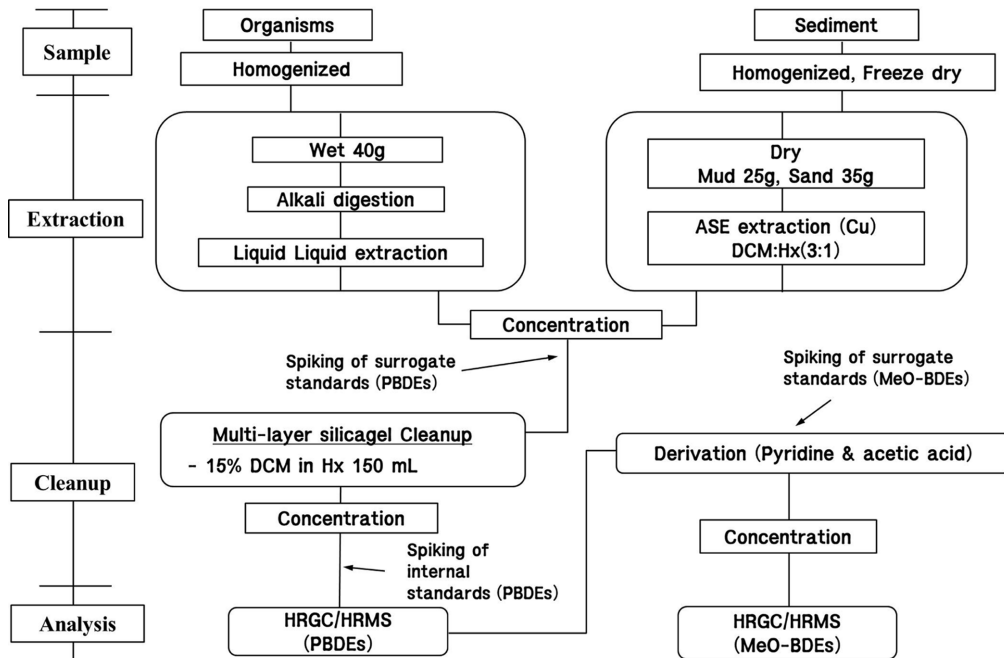 Sample
Organisms
Homogenized
Sediment
Homogenized, Freeze dry
Extraction
Wet 40g
Alkali digestion
Liquid Liquid extraction
Dry
Mud 25g, Sand 35g
ASE extraction (Cu)
DCM:Hx(3:1)
Concentration
Spiking of surrogate
standards (PBDEs)
Spiking of surrogate
standards (MeO-BDEs)
Cleanup
Multi-layer silicagel Cleanup
- 15% DCM in Hx 150 mL
Derivation (Pyridine & acetic acid)
Concentration
Concentration
Spiking of
internal
standards (PBDEs)
Analysis
HRGC/HRMS
(PBDEs)
HRGC/HRMS
(MeO-BDEs)